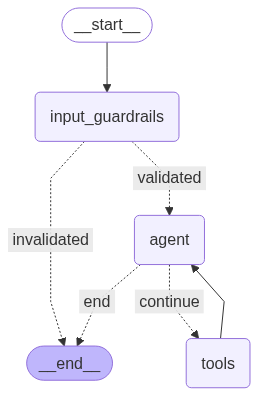 __start__
input_guardrails
validated
invalidated
agent
end
continue
__end__
tools